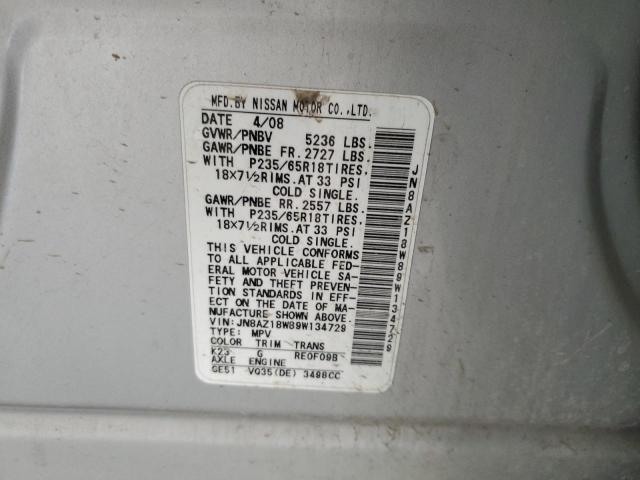 MFD.BY NISSAN MOTOR CO.,LTD.
DATE 4/08
GVWR/PNBV 5236 LBS.
GAWR/PNBE FR. 2727 LBS.
WITH P235/65R18TIRES.
18×7½RIMS.AT 33 PSI
COLD SINGLE.
GAWR/PNBE RR. 2557 LBS.
WITH P235/65R18TIRES.
18×7½RIMS.AT 33 PSI
COLD SINGLE.
THIS VEHICLE CONFORMS
TO ALL APPLICABLE FED-
ERAL MOTOR VEHICLE SA-
FETY AND THEFT PREVEN-
TION STANDARDS IN EFF-
ECT ON THE DATE OF MA-
NUFACTURE SHOWN ABOVE.
VIN:JN8AZ18W89W134729
TYPE: MPV
COLOR TRIM TRANS
K23 G RE0F09B
AXLE ENGINE
GE51 VQ35(DE) 3498CC
JN8AZ18W89W134729